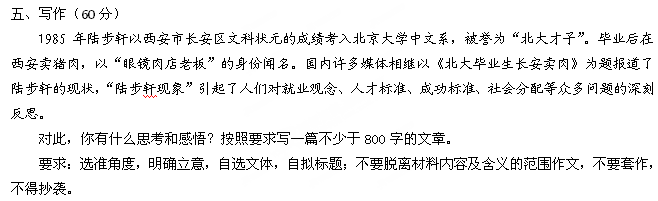 五、写作（60 分）
1985 年陆步轩以西安市长安区文科状元的成绩考入北京大学中文系，被誉为“北大才子”。毕业后在
西安卖猪肉，以“眼镜肉店老板”的身份闻名。国内许多媒体相继以《北大毕业生长安卖肉》为题报道了
陆步轩的现状，“陆步轩现象”引起了人们对就业观念、人才标准、成功标准、社会分配等众多问题的深刻
反思。
对此，你有什么思考和感悟？按照要求写一篇不少于 800 字的文章。
要求：选准角度，明确立意，自选文体，自拟标题；不要脱离材料内容及含义的范围作文，不要套作，
不得抄袭。